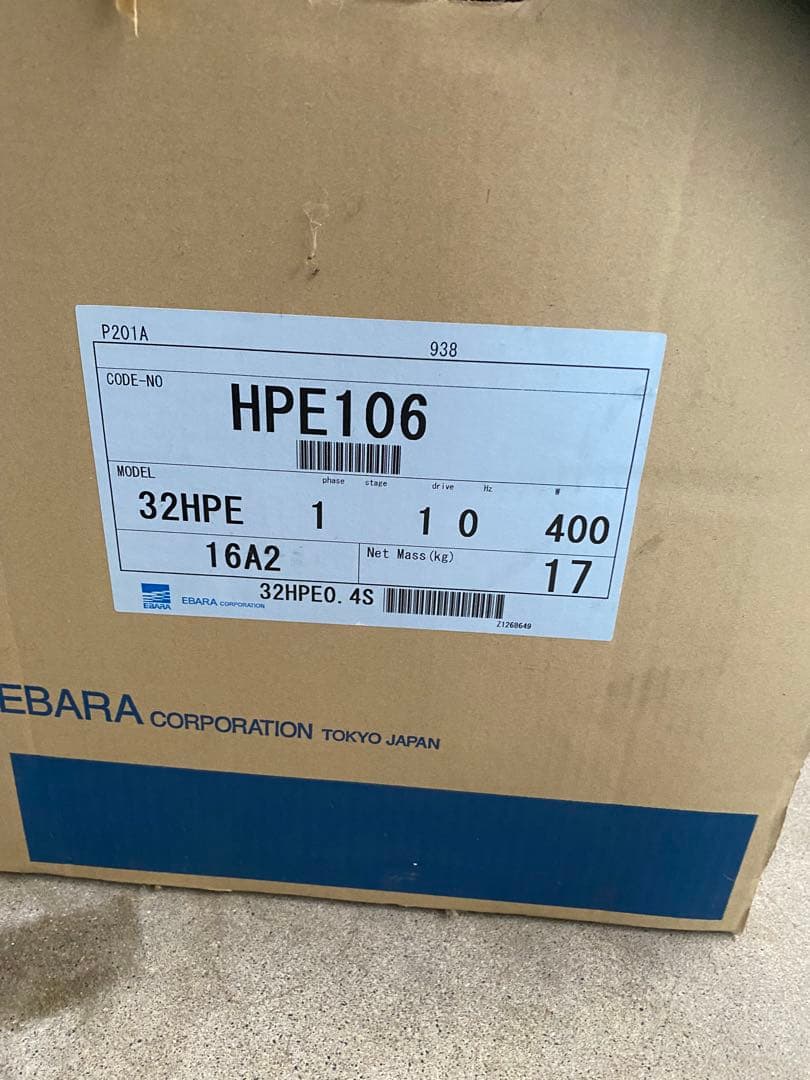 P201A 938
CODE-NO
HPE106
MODEL phase stage drive Hz W
32HPE 1 1 0 400
16A2 Net Mass(kg) 17
EBARA EBARA CORPORATION 32HPE0.4S
Z1268649
EBARA CORPORATION TOKYO JAPAN